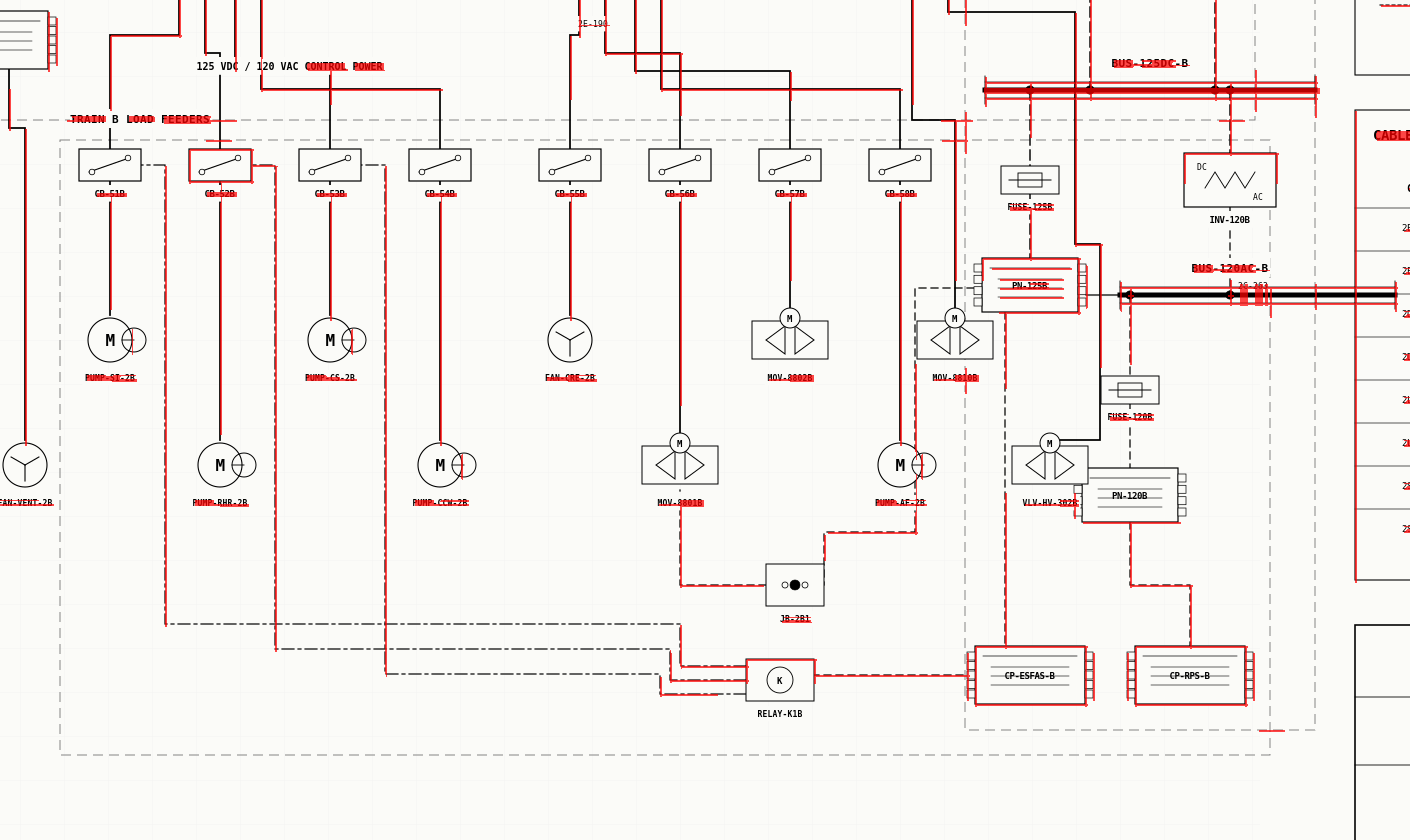 2E-190
125 VDC / 120 VAC CONTROL POWER
BUS-125DC-B
TRAIN B LOAD FEEDERS
CABLE
DC
AC
CB-51B
CB-52B
CB-53B
CB-54B
CB-55B
CB-56B
CB-57B
CB-58B
FUSE-125B
INV-120B
BUS-120AC-B
PN-125B
M
M
M
M
PUMP-SI-2B
PUMP-CS-2B
FAN-CRE-2B
MOV-8802B
MOV-8810B
FUSE-120B
M
M
M
M
M
FAN-VENT-2B
PUMP-RHR-2B
PUMP-CCW-2B
MOV-8801B
PUMP-AF-2B
VLV-HV-302B
PN-120B
JB-2B1
K
RELAY-K1B
CP-ESFAS-B
CP-RPS-B